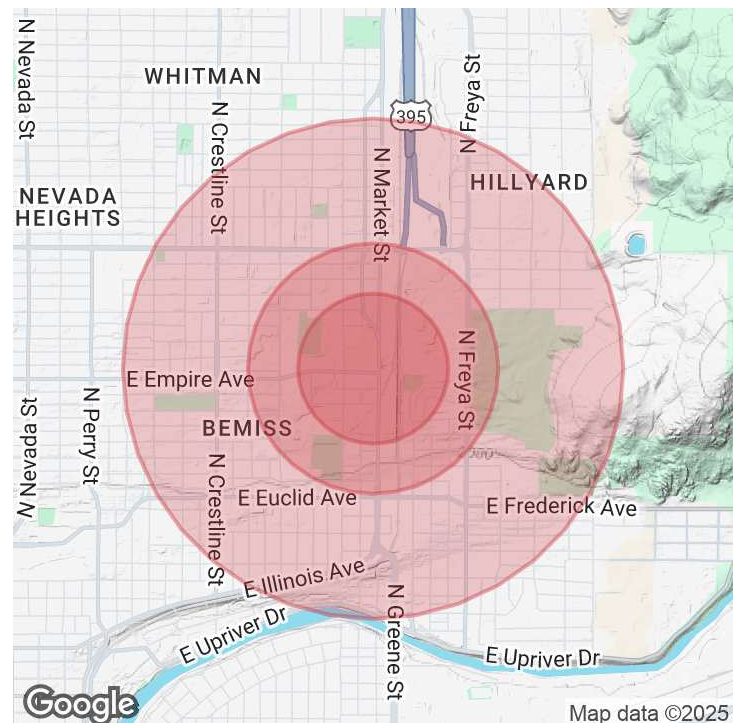 N Nevada St
WHITMAN
N Crestline St
395
N Freya St
N Market St
HILLYARD
NEVADA
HEIGHTS
E Empire Ave
N Freya St
N Nevada St
N Perry St
BEMISS
N Crestline St
E Euclid Ave
E Frederick Ave
E Illinois Ave
N Greene St
E Upriver Dr
E Upriver Dr
Google
Map data ©2025